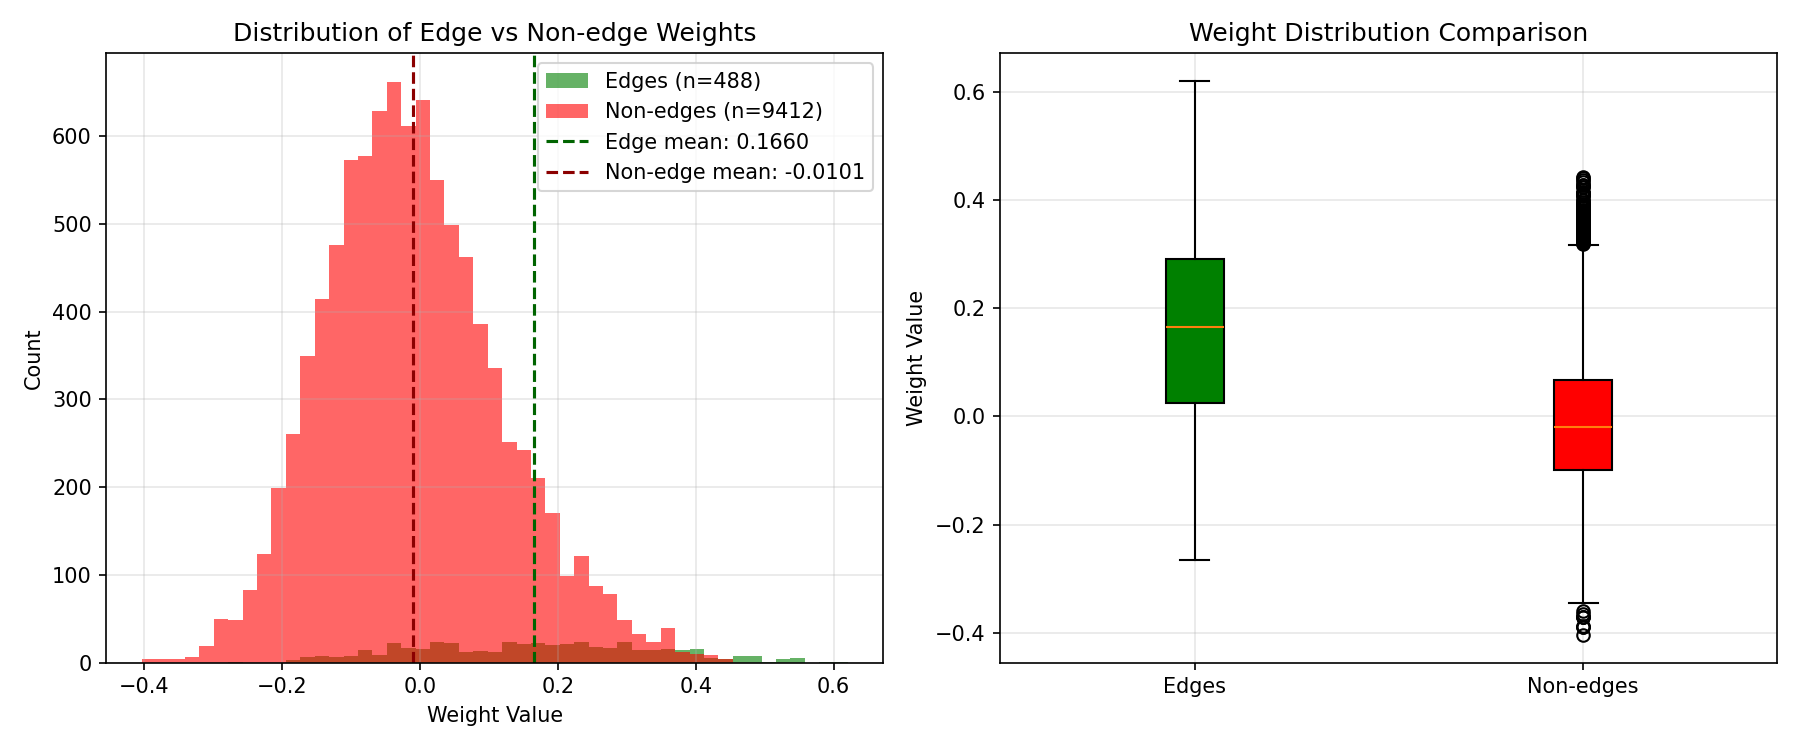 Distribution of Edge vs Non-edge Weights
Edges (n=488)
Non-edges (n=9412)
Edge mean: 0.1660
Non-edge mean: -0.0101
600
500
400
300
200
100
0
Count
−0.4
−0.2
0.0
0.2
0.4
0.6
Weight Value
Weight Distribution Comparison
0.6
0.4
0.2
0.0
−0.2
−0.4
Weight Value
Edges
Non-edges